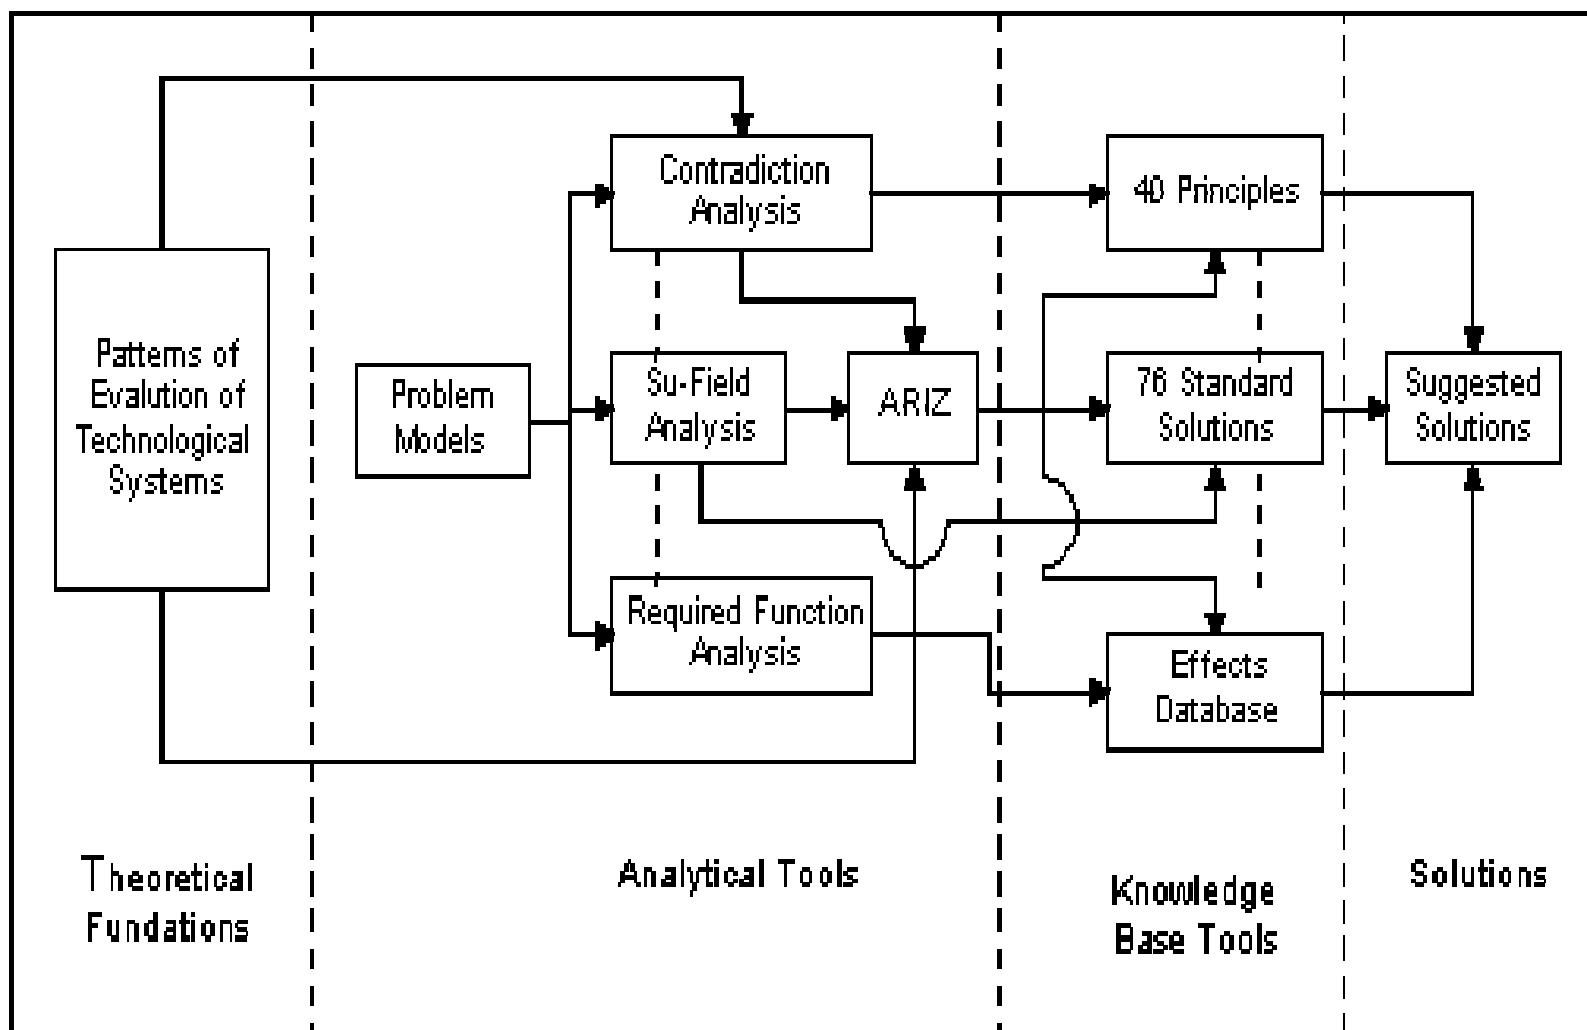 Contradiction
Analysis
40 Principles
Patterns of
Evalution of
Technological
Systems
Problem
Models
Su-Field
Analysis
ARIZ
76 Standard
Solutions
Suggested
Solutions
Required Function
Analysis
Effects
Database
Theoretical
Fundations
Analytical Tools
Knowledge
Base Tools
Solutions